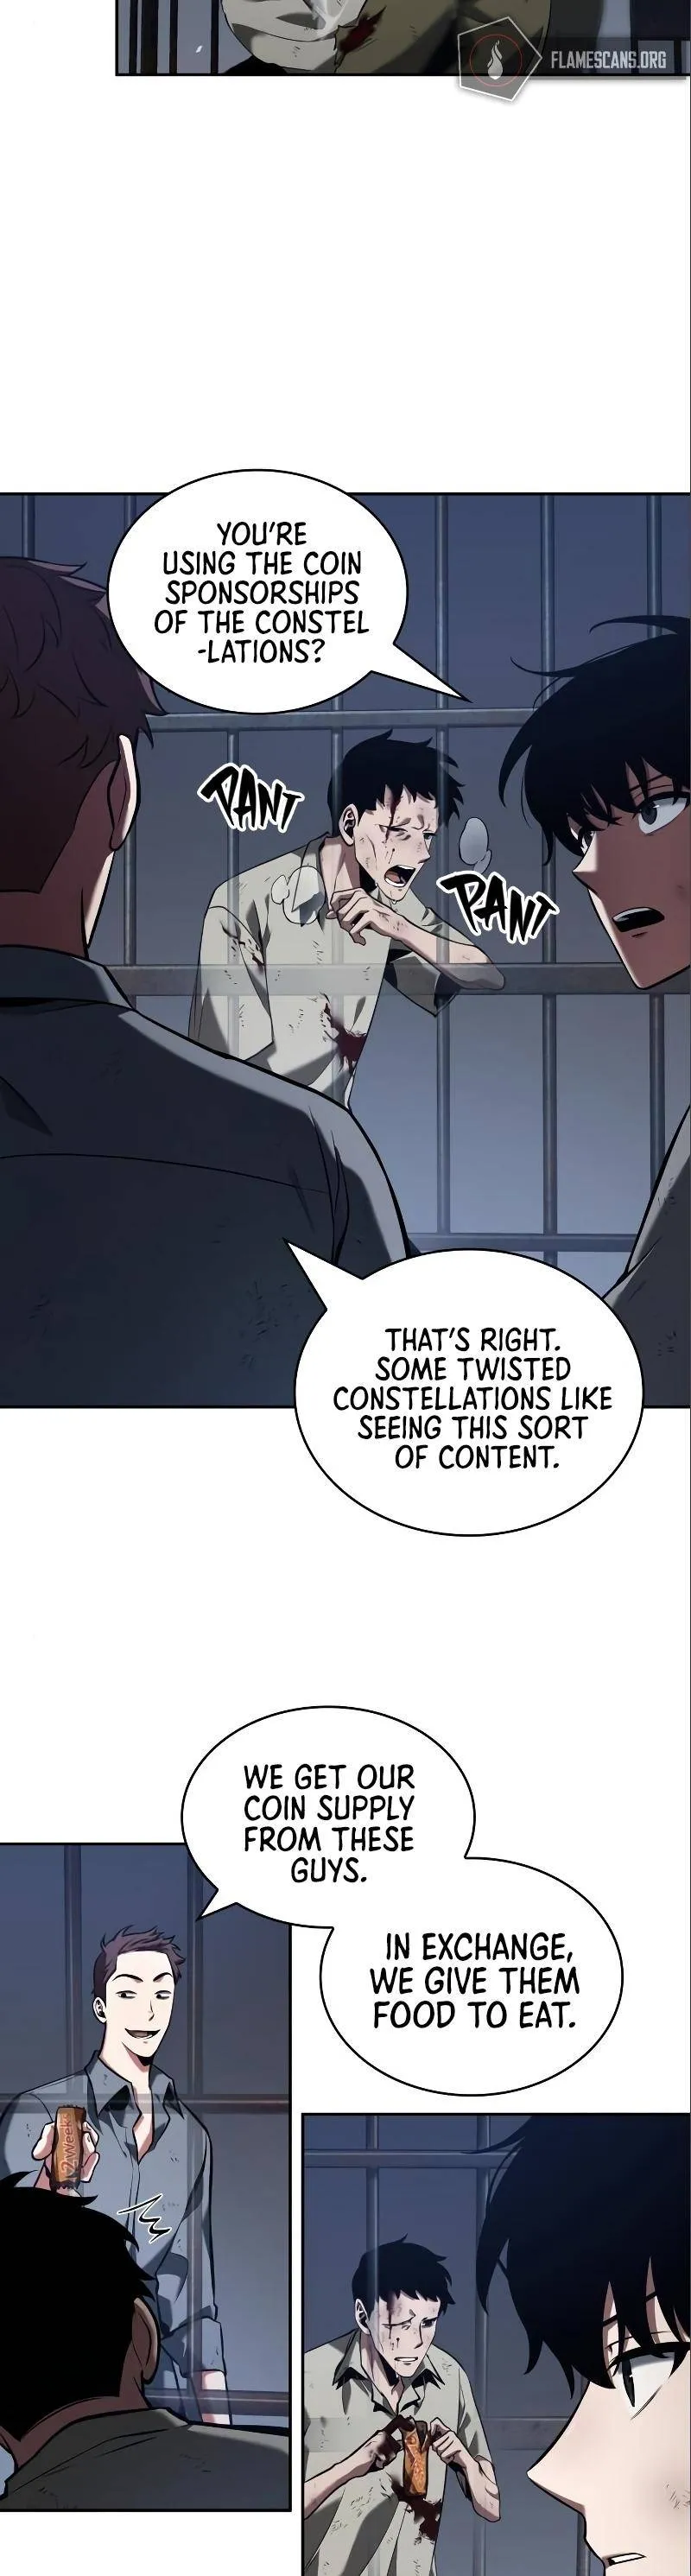 FLAMESCANS.ORG
YOU'RE
USING THE COIN
SPONSORSHIPS
OF THE CONSTEL
-LATIONS?
PANT
PANT
THAT'S RIGHT.
SOME TWISTED
CONSTELLATIONS LIKE
SEEING THIS SORT
OF CONTENT.
WE GET OUR
COIN SUPPLY
FROM THESE
GUYS.
IN EXCHANGE,
WE GIVE THEM
FOOD TO EAT.
2Week